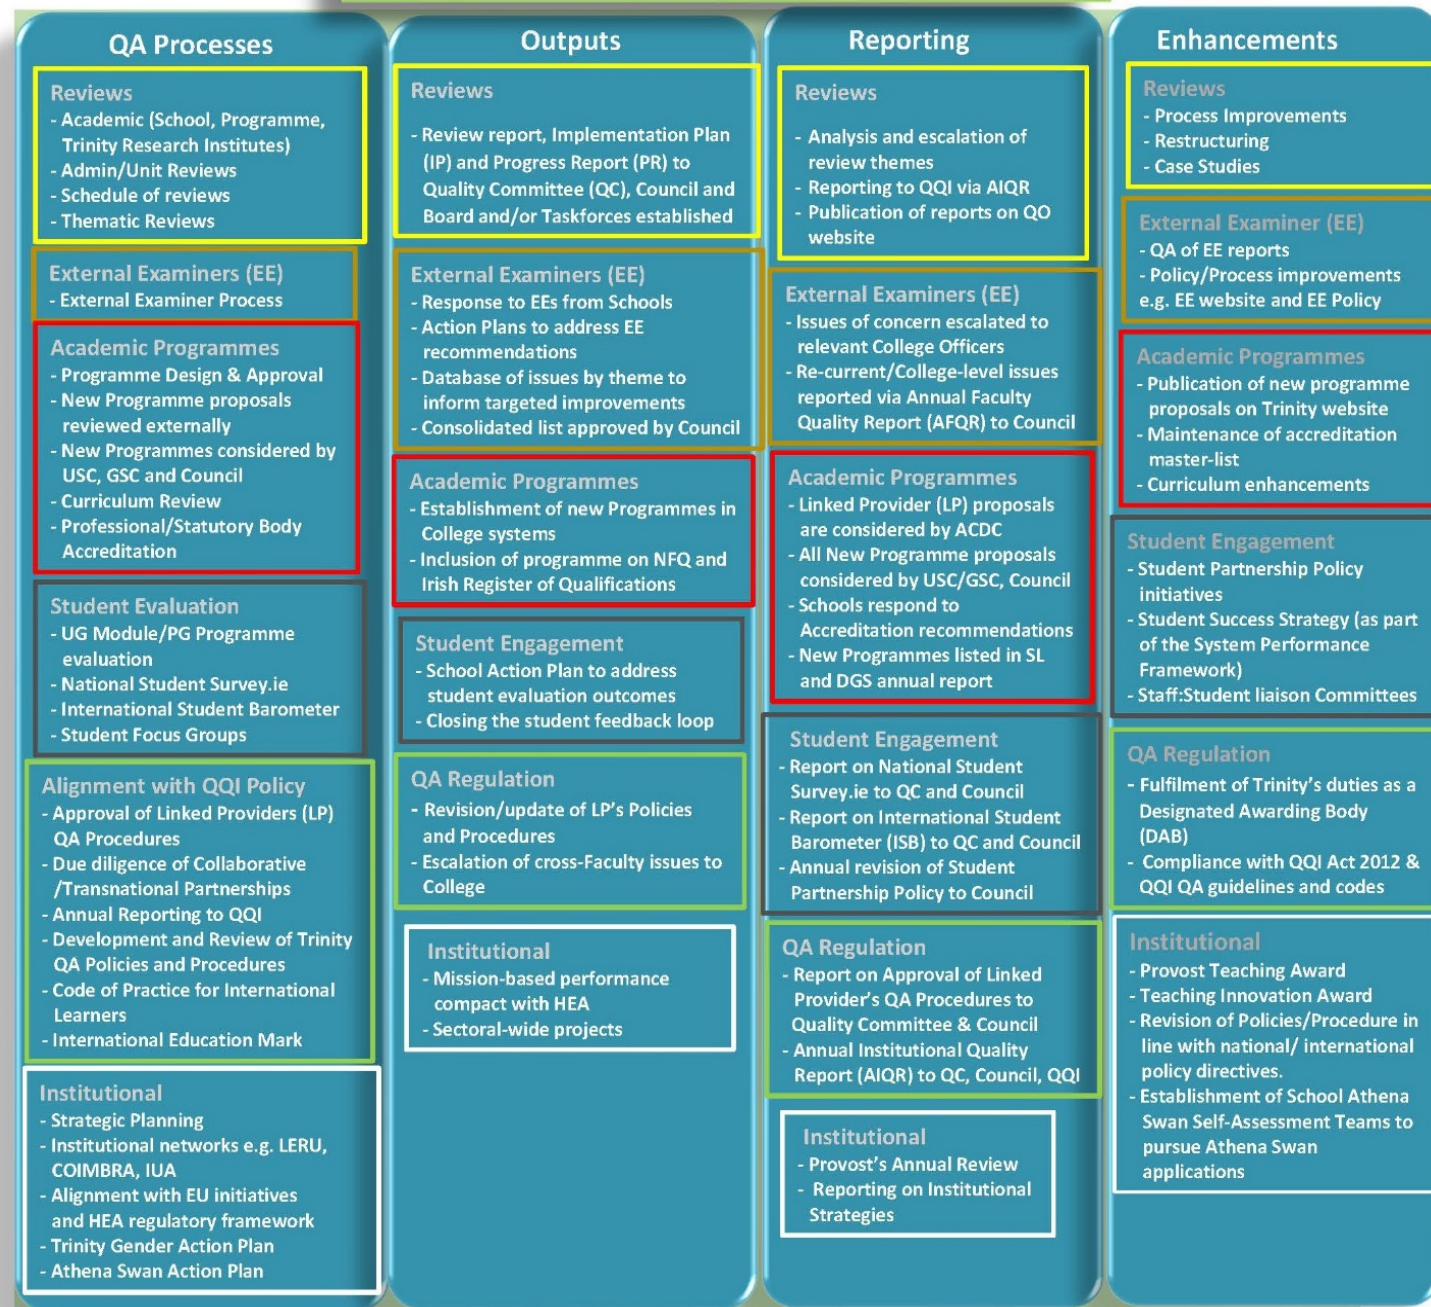 QA Processes
Reviews
- Academic (School, Programme,
Trinity Research Institutes)
- Admin/Unit Reviews
- Schedule of reviews
- Thematic Reviews
External Examiners (EE)
- External Examiner Process
Academic Programmes
- Programme Design & Approval
- New Programme proposals
reviewed externally
- New Programmes considered by
USC, GSC and Council
- Curriculum Review
- Professional/Statutory Body
Accreditation
Student Evaluation
- UG Module/PG Programme
evaluation
- National Student Survey.ie
- International Student Barometer
- Student Focus Groups
Alignment with QQI Policy
- Approval of Linked Providers (LP)
QA Procedures
- Due diligence of Collaborative
/Transnational Partnerships
- Annual Reporting to QQI
- Development and Review of Trinity
QA Policies and Procedures
- Code of Practice for International
Learners
- International Education Mark
Institutional
- Strategic Planning
- Institutional networks e.g. LERU,
COIMBRA, IUA
- Alignment with EU initiatives
and HEA regulatory framework
- Trinity Gender Action Plan
- Athena Swan Action Plan
Outputs
Reviews
- Review report, Implementation Plan
(IP) and Progress Report (PR) to
Quality Committee (QC), Council and
Board and/or Taskforces established
External Examiners (EE)
- Response to EEs from Schools
- Action Plans to address EE
recommendations
- Database of issues by theme to
inform targeted improvements
- Consolidated list approved by Council
Academic Programmes
- Establishment of new Programmes in
College systems
- Inclusion of programme on NFQ and
Irish Register of Qualifications
Student Engagement
- School Action Plan to address
student evaluation outcomes
- Closing the student feedback loop
QA Regulation
- Revision/update of LP's Policies
and Procedures
- Escalation of cross-Faculty issues to
College
Institutional
- Mission-based performance
compact with HEA
- Sectoral-wide projects
Reporting
Reviews
- Analysis and escalation of
review themes
- Reporting to QQI via AIQR
- Publication of reports on QO
website
External Examiners (EE)
- Issues of concern escalated to
relevant College Officers
- Re-current/College-level issues
reported via Annual Faculty
Quality Report (AFQR) to Council
Academic Programmes
- Linked Provider (LP) proposals
are considered by ACDC
- All New Programme proposals
considered by USC/GSC, Council
- Schools respond to
Accreditation recommendations
- New Programmes listed in SL
and DGS annual report
Student Engagement
- Report on National Student
Survey.ie to QC and Council
- Report on International Student
Barometer (ISB) to QC and Council
- Annual revision of Student
Partnership Policy to Council
QA Regulation
- Report on Approval of Linked
Provider's QA Procedures to
Quality Committee & Council
- Annual Institutional Quality
Report (AIQR) to QC, Council, QQI
Institutional
- Provost's Annual Review
- Reporting on Institutional
Strategies
Enhancements
Reviews
- Process Improvements
- Restructuring
- Case Studies
External Examiner (EE)
- QA of EE reports
- Policy/Process improvements
e.g. EE website and EE Policy
Academic Programmes
- Publication of new programme
proposals on Trinity website
- Maintenance of accreditation
master-list
- Curriculum enhancements
Student Engagement
- Student Partnership Policy
initiatives
- Student Success Strategy (as part
of the System Performance
Framework)
- Staff:Student liaison Committees
QA Regulation
- Fulfilment of Trinity's duties as a
Designated Awarding Body
(DAB)
- Compliance with QQI Act 2012 &
QQI QA guidelines and codes
Institutional
- Provost Teaching Award
- Teaching Innovation Award
- Revision of Policies/Procedure in
line with national/ international
policy directives.
- Establishment of School Athena
Swan Self-Assessment Teams to
pursue Athena Swan
applications